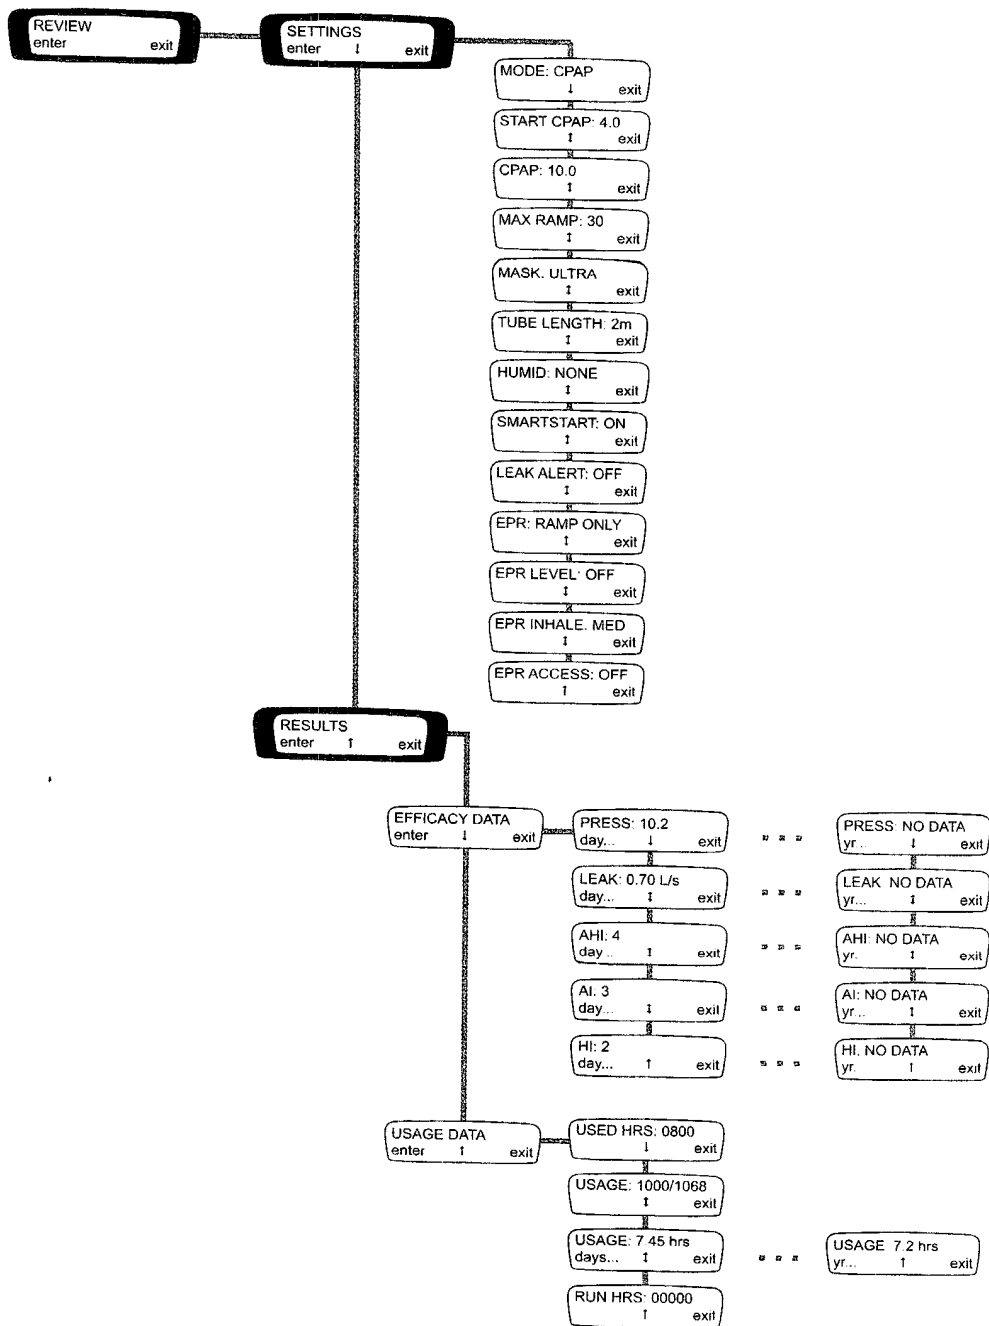 REVIEW
enter exit
SETTINGS
enter ↓ exit
MODE: CPAP
↓ exit
START CPAP: 4.0
↕ exit
CPAP: 10.0
↕ exit
MAX RAMP: 30
↕ exit
MASK. ULTRA
↕ exit
TUBE LENGTH: 2m
↕ exit
HUMID: NONE
↕ exit
SMARTSTART: ON
↕ exit
LEAK ALERT: OFF
↕ exit
EPR: RAMP ONLY
↕ exit
EPR LEVEL: OFF
↕ exit
EPR INHALE. MED
↕ exit
EPR ACCESS: OFF
↑ exit
RESULTS
enter ↑ exit
EFFICACY DATA
enter ↓ exit
PRESS: 10.2
day... ↓ exit
PRESS: NO DATA
yr... ↓ exit
LEAK: 0.70 L/s
day... ↕ exit
LEAK NO DATA
yr... ↕ exit
AHI: 4
day .. ↕ exit
AHI: NO DATA
yr. ↕ exit
AI. 3
day... ↕ exit
AI: NO DATA
yr... ↕ exit
HI: 2
day... ↑ exit
HI. NO DATA
yr. ↑ exit
USAGE DATA
enter ↑ exit
USED HRS: 0800
↓ exit
USAGE: 1000/1068
↕ exit
USAGE: 7 45 hrs
days... ↕ exit
USAGE 7.2 hrs
yr... ↑ exit
RUN HRS: 00000
↑ exit